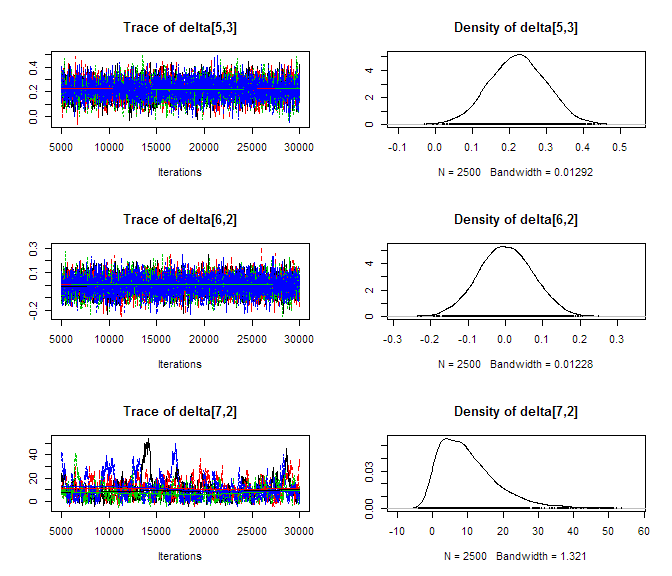 Trace of delta[5,3]
0.0 0.2 0.4
5000 10000 15000 20000 25000 30000
Iterations
Density of delta[5,3]
0 2 4
-0.1 0.0 0.1 0.2 0.3 0.4 0.5
N = 2500 Bandwidth = 0.01292
Trace of delta[6,2]
-0.2 0.1 0.3
5000 10000 15000 20000 25000 30000
Iterations
Density of delta[6,2]
0 2 4
-0.3 -0.2 -0.1 0.0 0.1 0.2 0.3
N = 2500 Bandwidth = 0.01228
Trace of delta[7,2]
0 20 40
5000 10000 15000 20000 25000 30000
Iterations
Density of delta[7,2]
0.00 0.03
-10 0 10 20 30 40 50 60
N = 2500 Bandwidth = 1.321